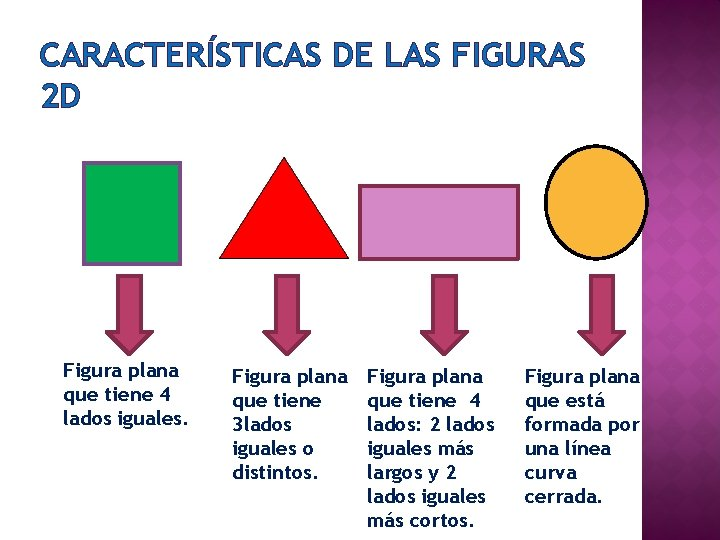 CARACTERÍSTICAS DE LAS FIGURAS
2D
Figura plana
que tiene 4
lados iguales.
Figura plana
que tiene
3lados
iguales o
distintos.
Figura plana
que tiene 4
lados: 2 lados
iguales más
largos y 2
lados iguales
más cortos.
Figura plana
que está
formada por
una línea
curva
cerrada.